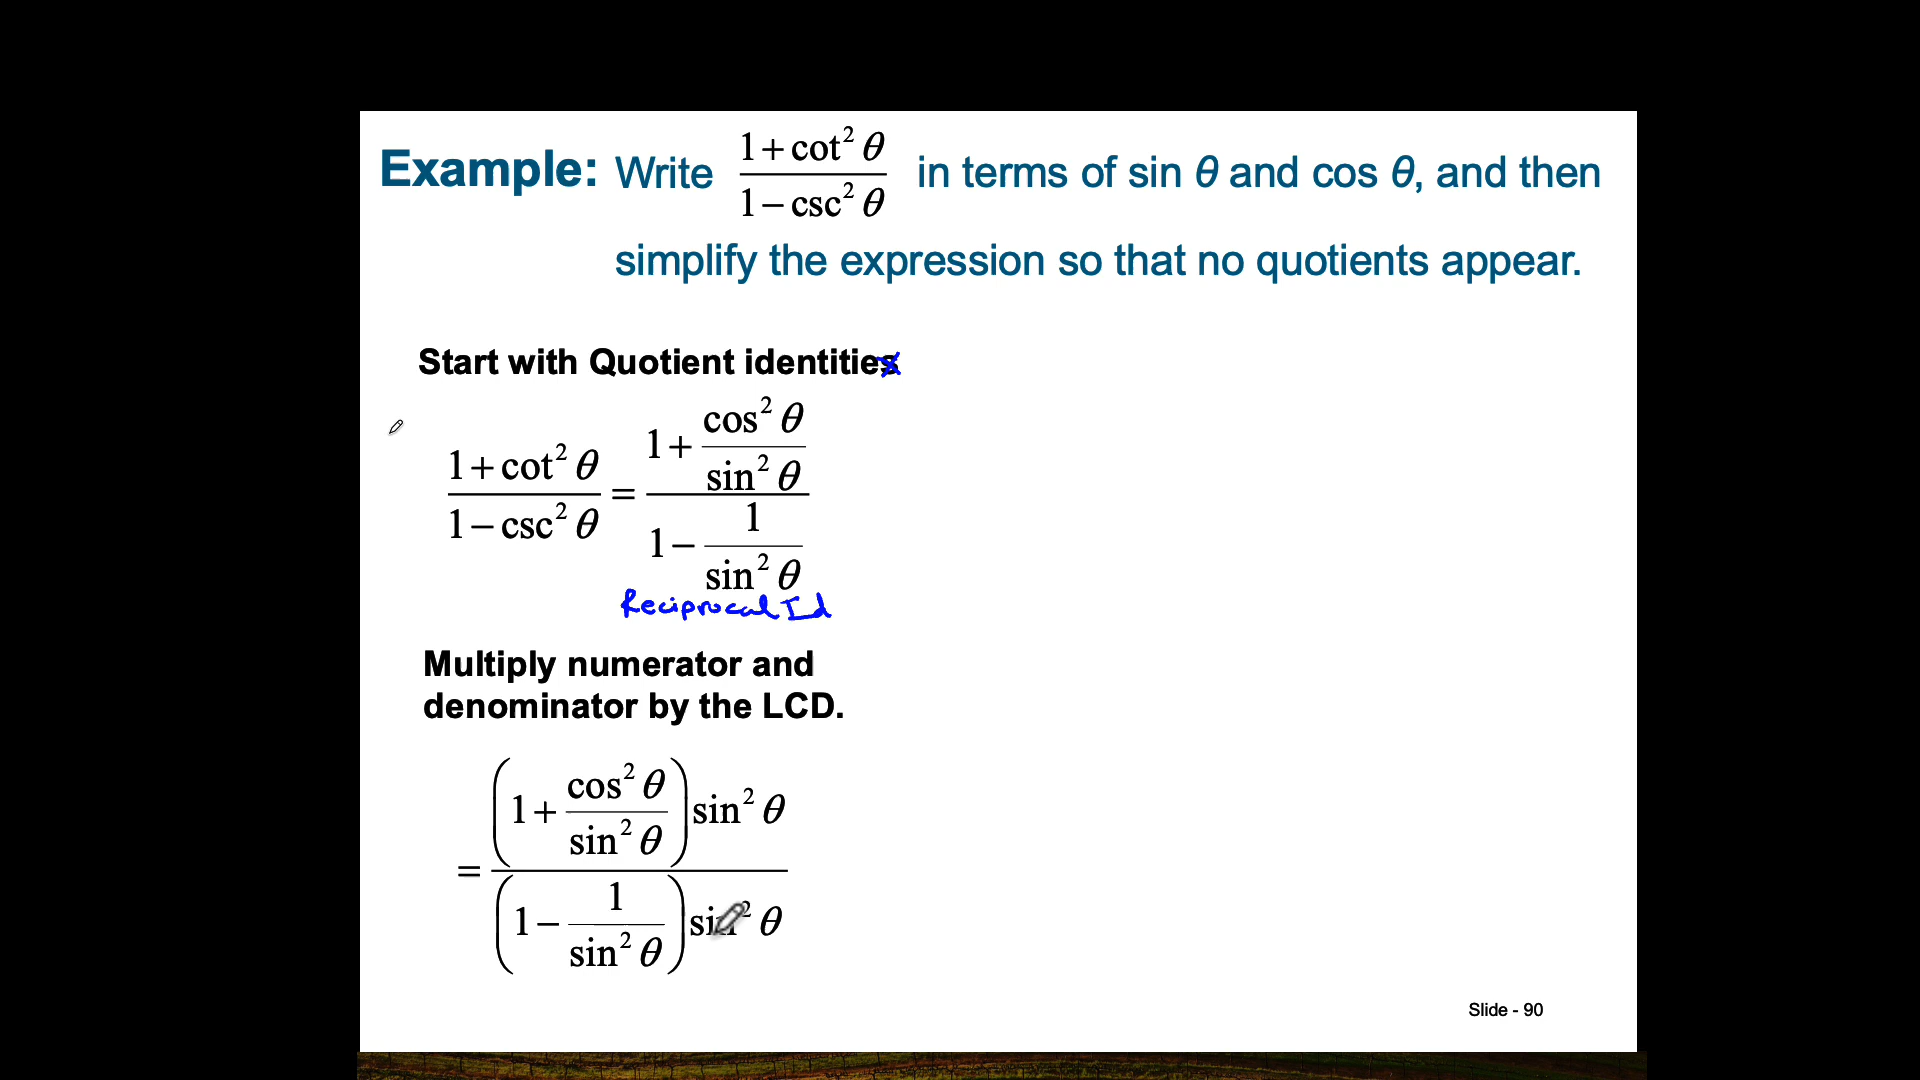 Example: Write (1+cot² θ)/(1−csc² θ) in terms of sin θ and cos θ, and then
simplify the expression so that no quotients appear.
Start with Quotient identities
(1+cot² θ)/(1−csc² θ) = (1+ cos² θ/sin² θ)/(1− 1/sin² θ)
Reciprocal Id
Multiply numerator and
denominator by the LCD.
= ((1+ cos² θ/sin² θ) sin² θ)/((1− 1/sin² θ) sin² θ)
Slide - 90